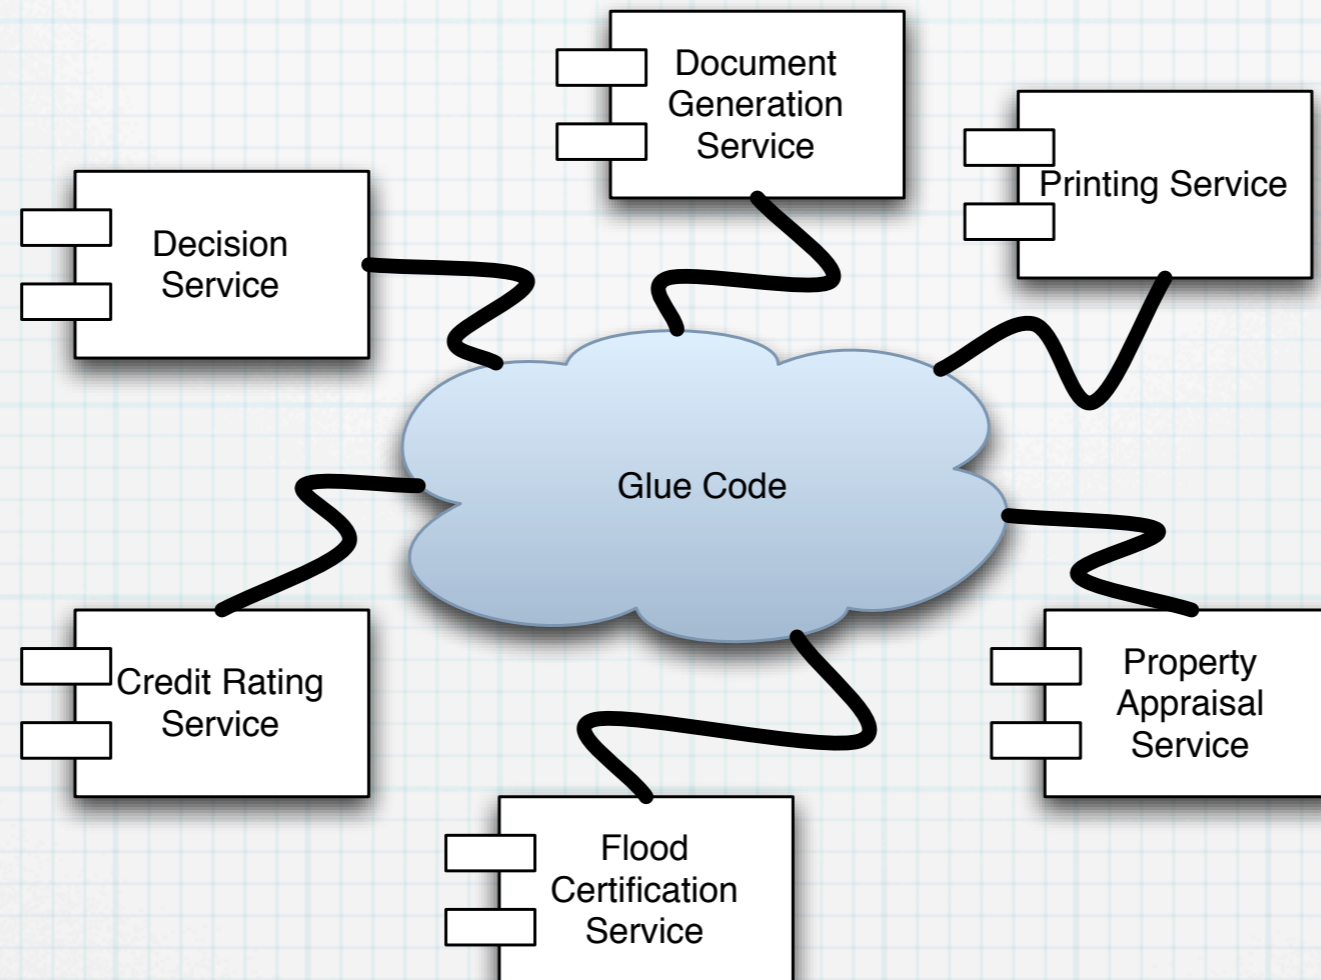 Document
Generation
Service
Printing Service
Decision
Service
Glue Code
Credit Rating
Service
Property
Appraisal
Service
Flood
Certification
Service